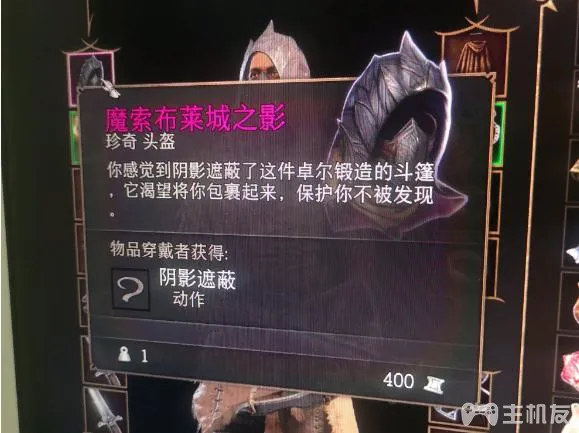 魔索布莱城之影
珍奇 头盔
你感觉到阴影遮蔽了这件卓尔锻造的斗篷
，它渴望将你包裹起来，保护你不被发现
。
物品穿戴者获得:
阴影遮蔽
动作
1
400
主机友